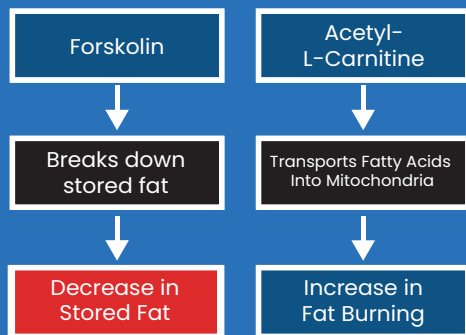 Forskolin
Breaks down
stored fat
Decrease in
Stored Fat
Acetyl-
L-Carnitine
Transports Fatty Acids
Into Mitochondria
Increase in
Fat Burning